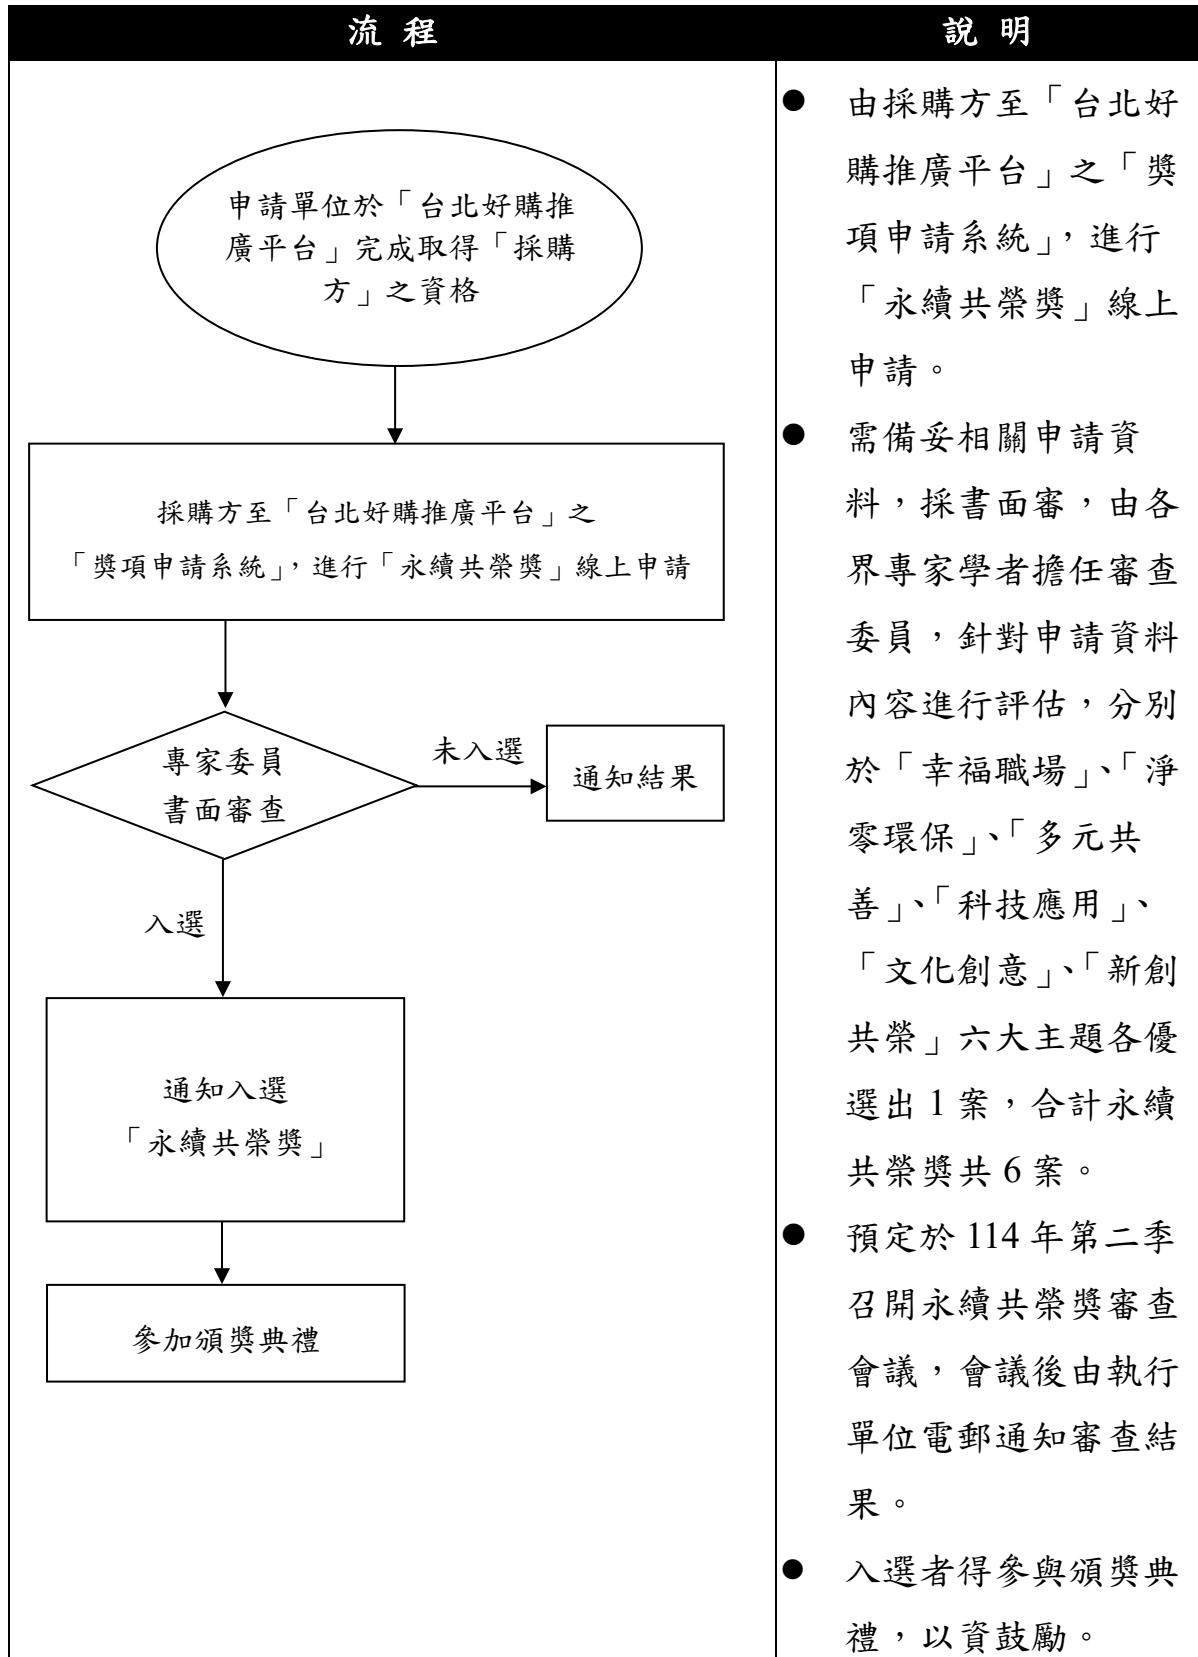 流 程
說 明
申請單位於「台北好購推
廣平台」完成取得「採購
方」之資格
採購方至「台北好購推廣平台」之
「獎項申請系統」，進行「永續共榮獎」線上申請
專家委員
書面審查
未入選
通知結果
入選
通知入選
「永續共榮獎」
參加頒獎典禮
● 由採購方至「台北好
購推廣平台」之「獎
項申請系統」，進行
「永續共榮獎」線上
申請。
● 需備妥相關申請資
料，採書面審，由各
界專家學者擔任審查
委員，針對申請資料
內容進行評估，分別
於「幸福職場」、「淨
零環保」、「多元共
善」、「科技應用」、
「文化創意」、「新創
共榮」六大主題各優
選出 1 案，合計永續
共榮獎共 6 案。
● 預定於 114 年第二季
召開永續共榮獎審查
會議，會議後由執行
單位電郵通知審查結
果。
● 入選者得參與頒獎典
禮，以資鼓勵。